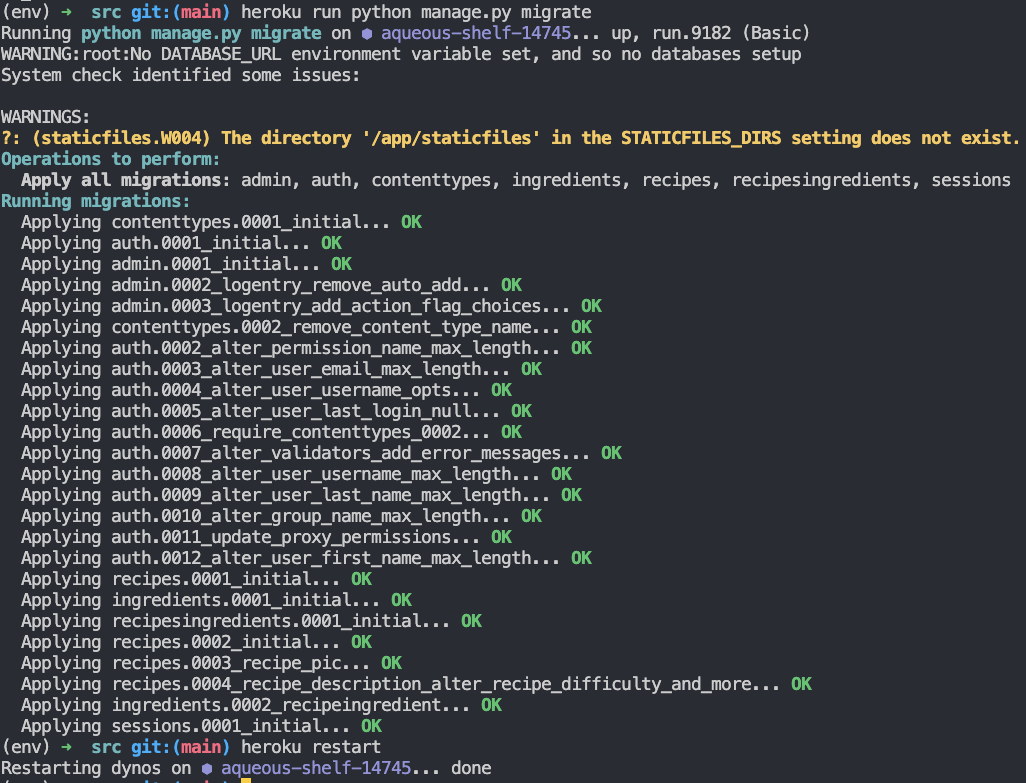 (env) ➜ src git:(main) heroku run python manage.py migrate
Running python manage.py migrate on ⬢ aqueous-shelf-14745... up, run.9182 (Basic)
WARNING:root:No DATABASE_URL environment variable set, and so no databases setup
System check identified some issues:

WARNINGS:
?: (staticfiles.W004) The directory '/app/staticfiles' in the STATICFILES_DIRS setting does not exist.
Operations to perform:
  Apply all migrations: admin, auth, contenttypes, ingredients, recipes, recipesingredients, sessions
Running migrations:
  Applying contenttypes.0001_initial... OK
  Applying auth.0001_initial... OK
  Applying admin.0001_initial... OK
  Applying admin.0002_logentry_remove_auto_add... OK
  Applying admin.0003_logentry_add_action_flag_choices... OK
  Applying contenttypes.0002_remove_content_type_name... OK
  Applying auth.0002_alter_permission_name_max_length... OK
  Applying auth.0003_alter_user_email_max_length... OK
  Applying auth.0004_alter_user_username_opts... OK
  Applying auth.0005_alter_user_last_login_null... OK
  Applying auth.0006_require_contenttypes_0002... OK
  Applying auth.0007_alter_validators_add_error_messages... OK
  Applying auth.0008_alter_user_username_max_length... OK
  Applying auth.0009_alter_user_last_name_max_length... OK
  Applying auth.0010_alter_group_name_max_length... OK
  Applying auth.0011_update_proxy_permissions... OK
  Applying auth.0012_alter_user_first_name_max_length... OK
  Applying recipes.0001_initial... OK
  Applying ingredients.0001_initial... OK
  Applying recipesingredients.0001_initial... OK
  Applying recipes.0002_initial... OK
  Applying recipes.0003_recipe_pic... OK
  Applying recipes.0004_recipe_description_alter_recipe_difficulty_and_more... OK
  Applying ingredients.0002_recipeingredient... OK
  Applying sessions.0001_initial... OK
(env) ➜ src git:(main) heroku restart
Restarting dynos on ⬢ aqueous-shelf-14745... done